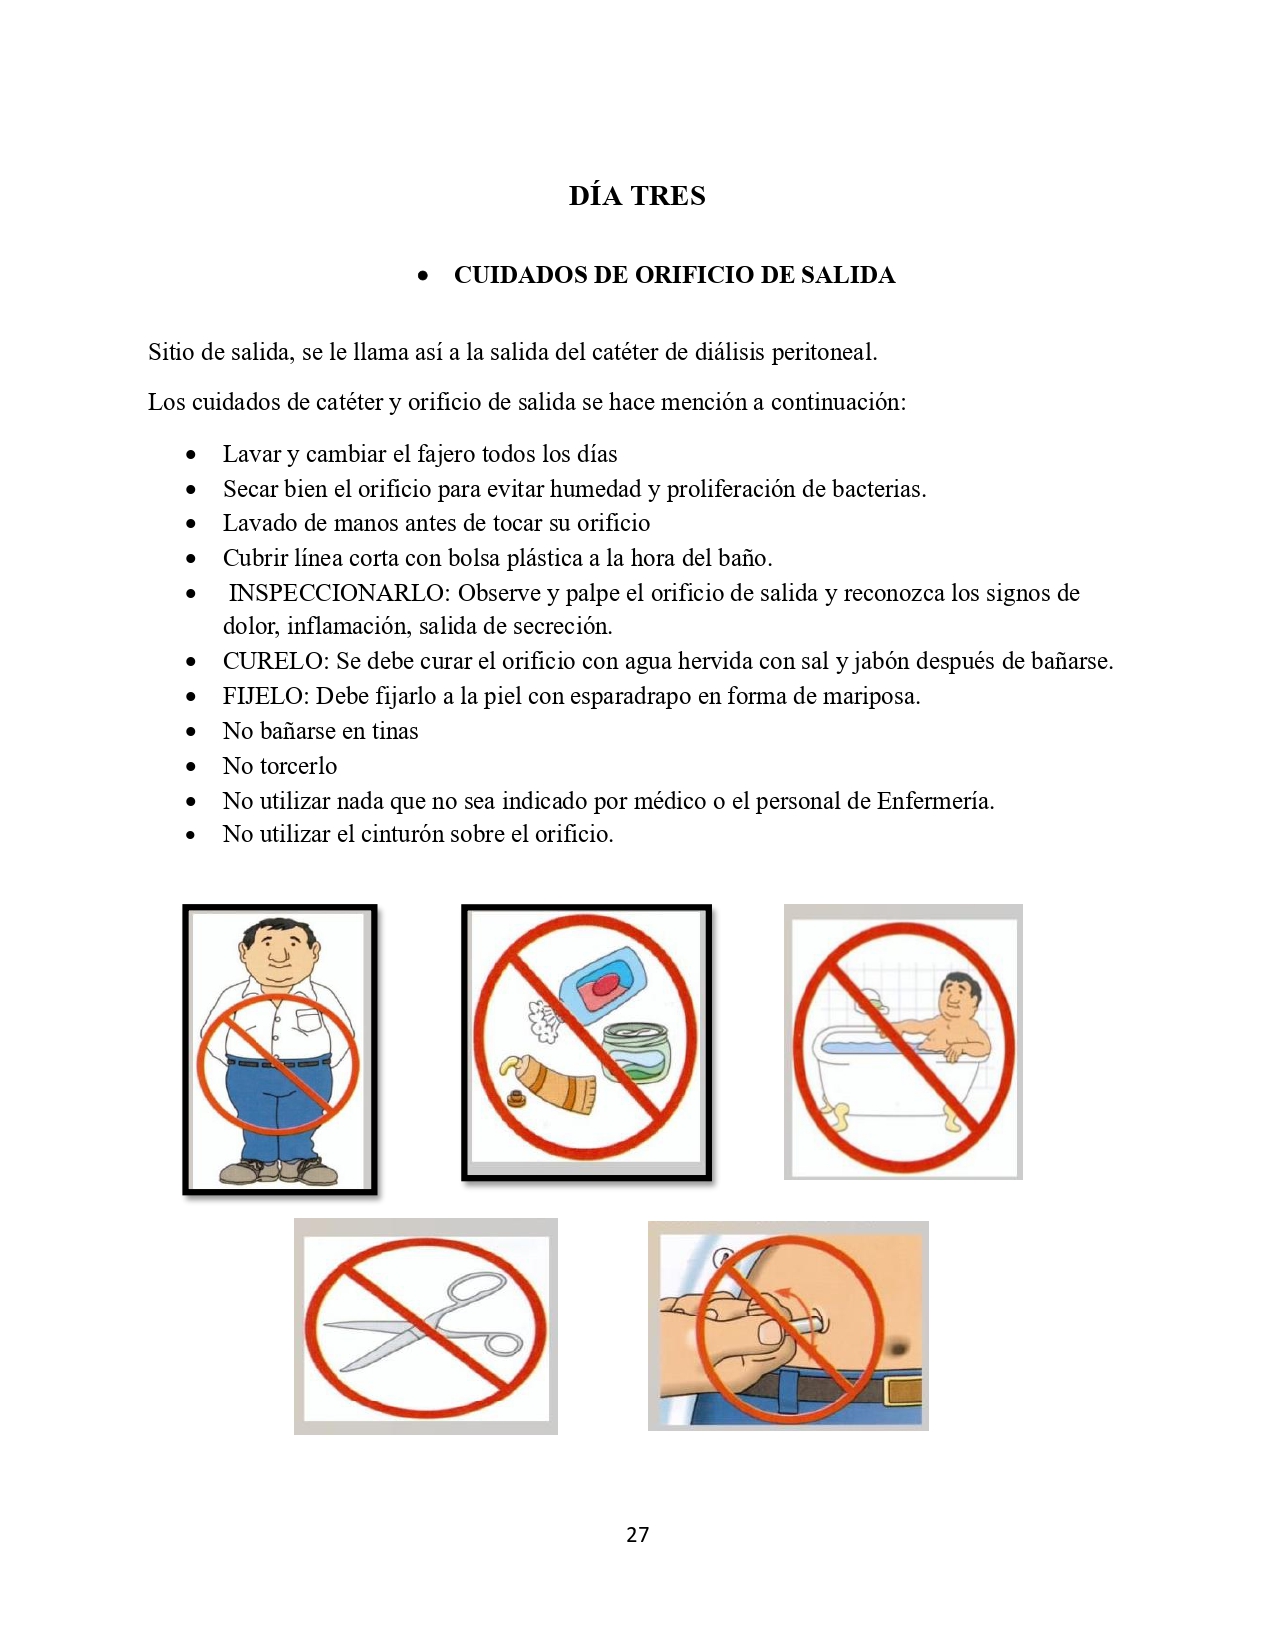 DÍA TRES
• CUIDADOS DE ORIFICIO DE SALIDA
Sitio de salida, se le llama así a la salida del catéter de diálisis peritoneal.
Los cuidados de catéter y orificio de salida se hace mención a continuación:
• Lavar y cambiar el fajero todos los días
• Secar bien el orificio para evitar humedad y proliferación de bacterias.
• Lavado de manos antes de tocar su orificio
• Cubrir línea corta con bolsa plástica a la hora del baño.
• INSPECCIONARLO: Observe y palpe el orificio de salida y reconozca los signos de
dolor, inflamación, salida de secreción.
• CURELO: Se debe curar el orificio con agua hervida con sal y jabón después de bañarse.
• FIJELO: Debe fijarlo a la piel con esparadrapo en forma de mariposa.
• No bañarse en tinas
• No torcerlo
• No utilizar nada que no sea indicado por médico o el personal de Enfermería.
• No utilizar el cinturón sobre el orificio.
27